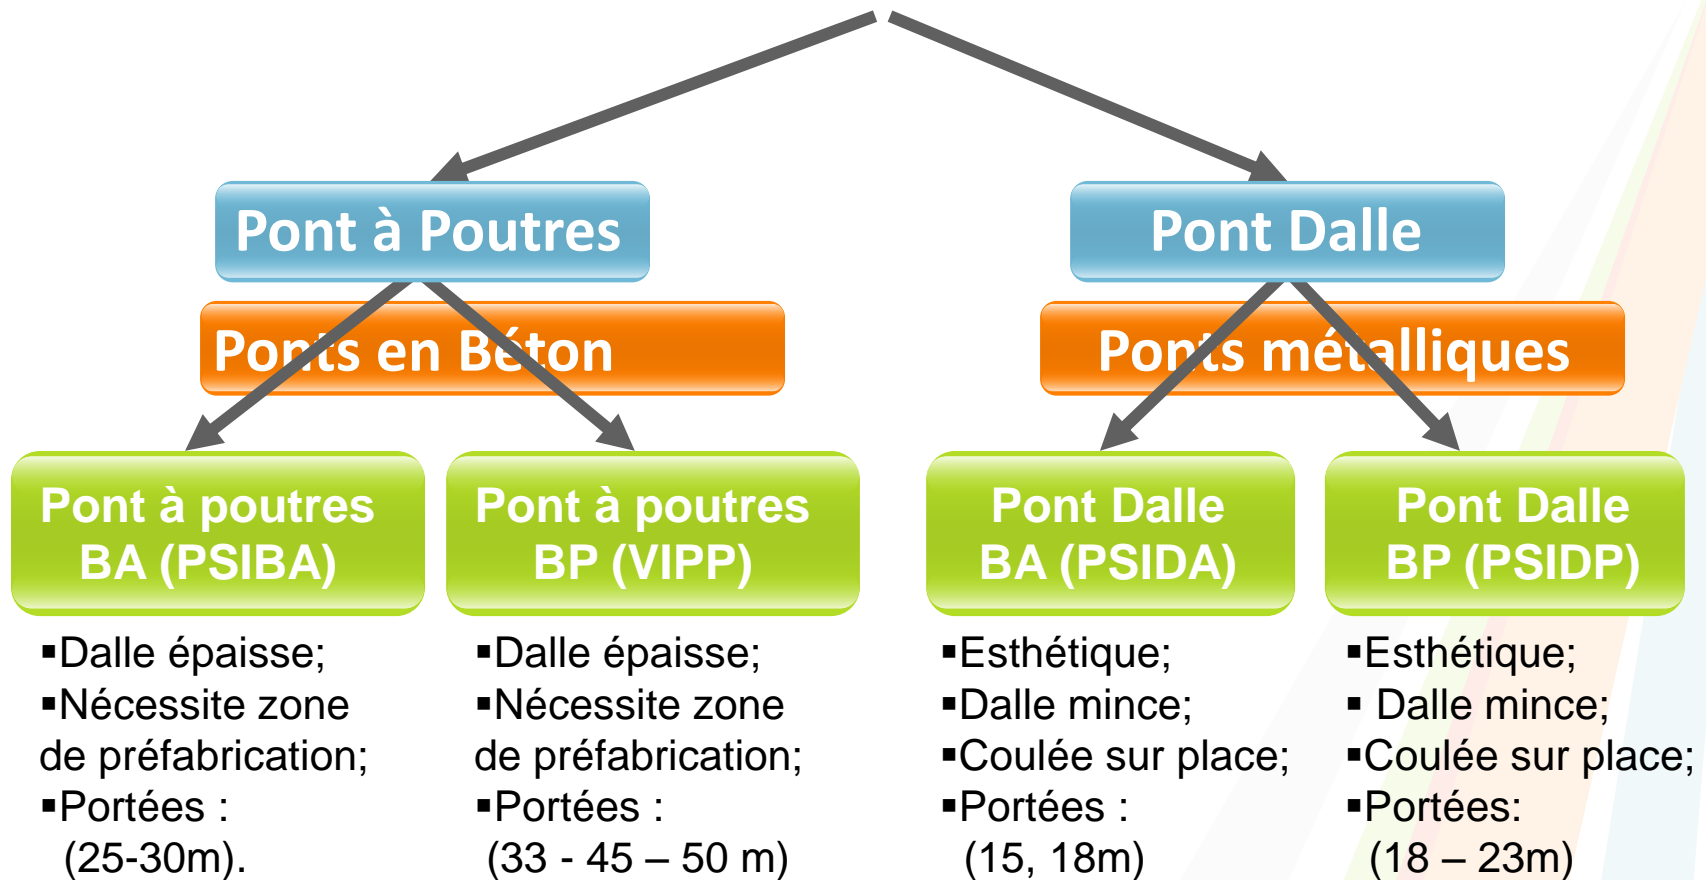 Pont à Poutres
Pont Dalle
Ponts en Béton
Ponts métalliques
Pont à poutres
BA (PSIBA)
Pont à poutres
BP (VIPP)
Pont Dalle
BA (PSIDA)
Pont Dalle
BP (PSIDP)
▪Dalle épaisse;
▪Nécessite zone
de préfabrication;
▪Portées :
(25-30m).
▪Dalle épaisse;
▪Nécessite zone
de préfabrication;
▪Portées :
(33 - 45 – 50 m)
▪Esthétique;
▪Dalle mince;
▪Coulée sur place;
▪Portées :
(15, 18m)
▪Esthétique;
▪ Dalle mince;
▪Coulée sur place;
▪Portées:
(18 – 23m)